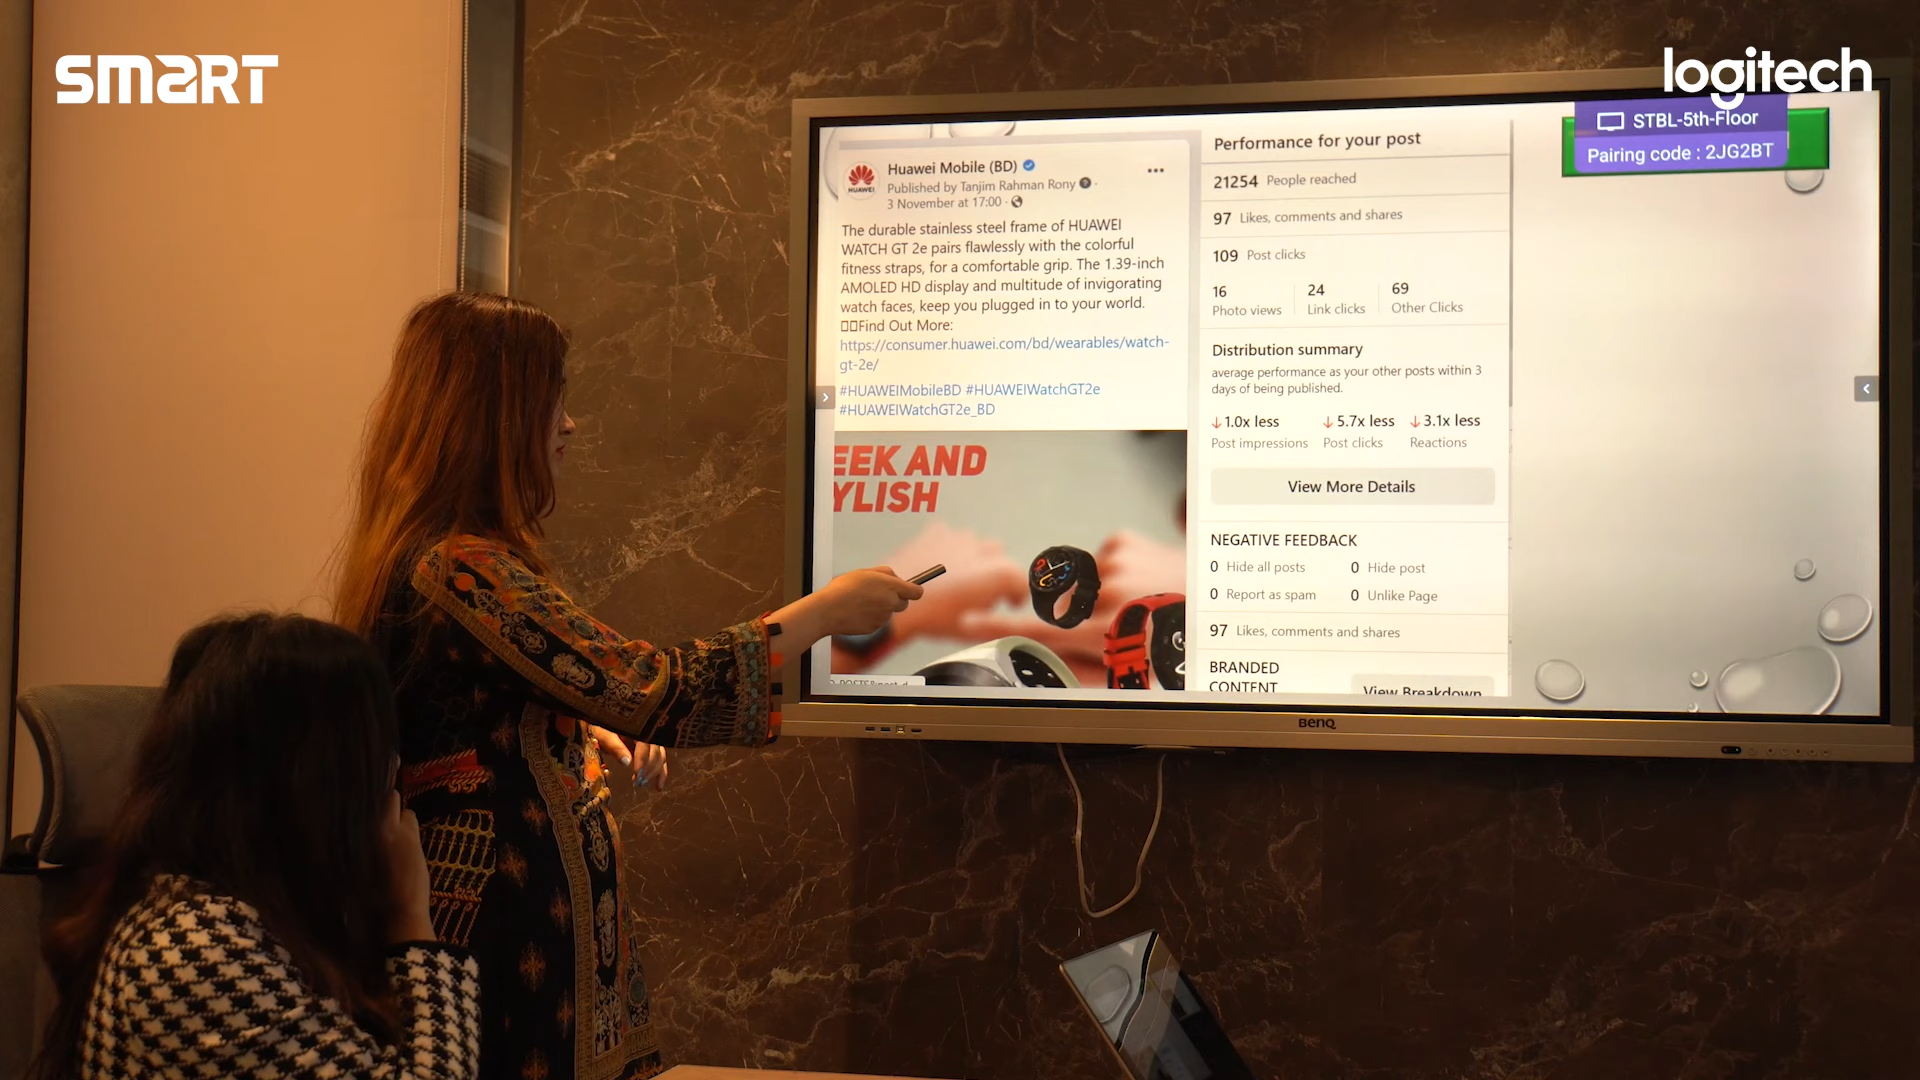 SMART
logitech
STBL-5th-Floor
Pairing code : 2JG2BT
Huawei Mobile (BD)
Published by Tanjim Rahman Rony
3 November at 17:00 ·
HUAWEI
The durable stainless steel frame of HUAWEI
WATCH GT 2e pairs flawlessly with the colorful
fitness straps, for a comfortable grip. The 1.39-inch
AMOLED HD display and multitude of invigorating
watch faces, keep you plugged in to your world.
Find Out More:
https://consumer.huawei.com/bd/wearables/watch-
gt-2e/
#HUAWEIMobileBD #HUAWEIWatchGT2e
#HUAWEIWatchGT2e_BD
EEK AND
YLISH
Performance for your post
21254 People reached
97 Likes, comments and shares
109 Post clicks
16 24 69
Photo views Link clicks Other Clicks
Distribution summary
average performance as your other posts within 3
days of being published.
↓1.0x less ↓5.7x less ↓3.1x less
Post impressions Post clicks Reactions
View More Details
NEGATIVE FEEDBACK
0 Hide all posts 0 Hide post
0 Report as spam 0 Unlike Page
97 Likes, comments and shares
BRANDED
CONTENT View Breakdown
BenQ